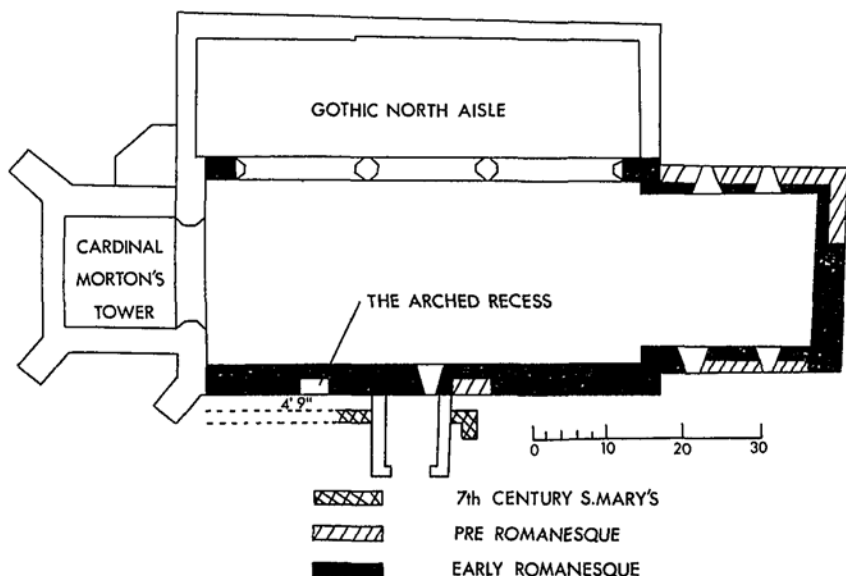 GOTHIC NORTH AISLE
CARDINAL
MORTON'S
TOWER
THE ARCHED RECESS
4' 9"
0 10 20 30
7th CENTURY S.MARY'S
PRE ROMANESQUE
EARLY ROMANESQUE